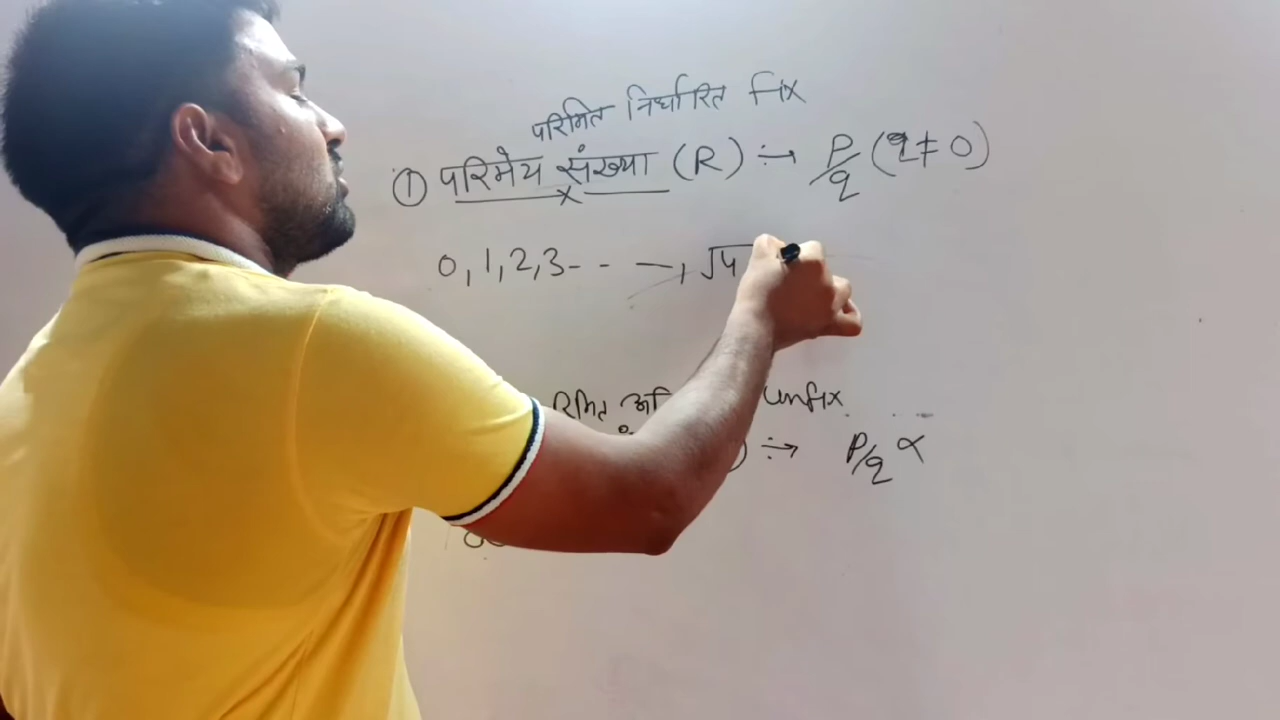 परिमित निर्धारित fix
① परिमेय संख्या (R) ÷→ P/q (q≠0)
0, 1, 2, 3- - —, √4
unfix
÷→ P/q ∝